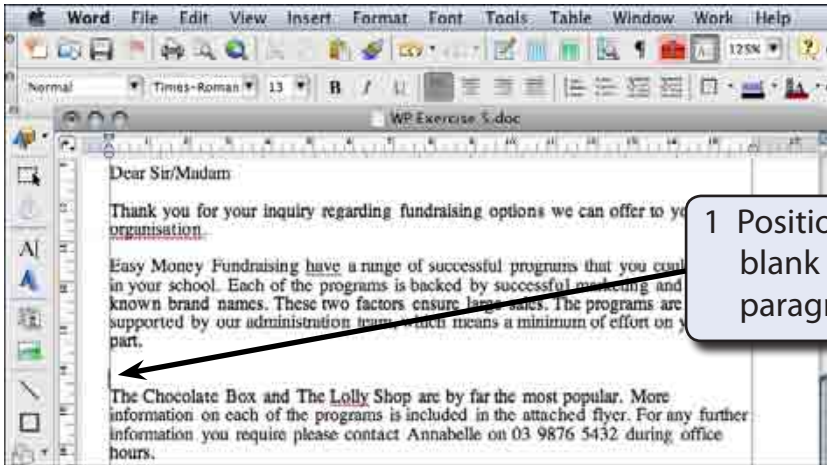 Word File Edit View Insert Format Font Tools Table Window Work Help
125%
Normal Times-Roman 13 B I U
WP Exercise 5.doc
Dear Sir/Madam
Thank you for your inquiry regarding fundraising options we can offer to
organisation.
Easy Money Fundraising have a range of successful programs that you
in your school. Each of the programs is backed by successful marketing and
known brand names. These two factors ensure large sales. The programs are
supported by our administration team, which means a minimum of effort on
part.
The Chocolate Box and The Lolly Shop are by far the most popular. More
information on each of the programs is included in the attached flyer. For any further
information you require please contact Annabelle on 03 9876 5432 during office
hours.
1
blank